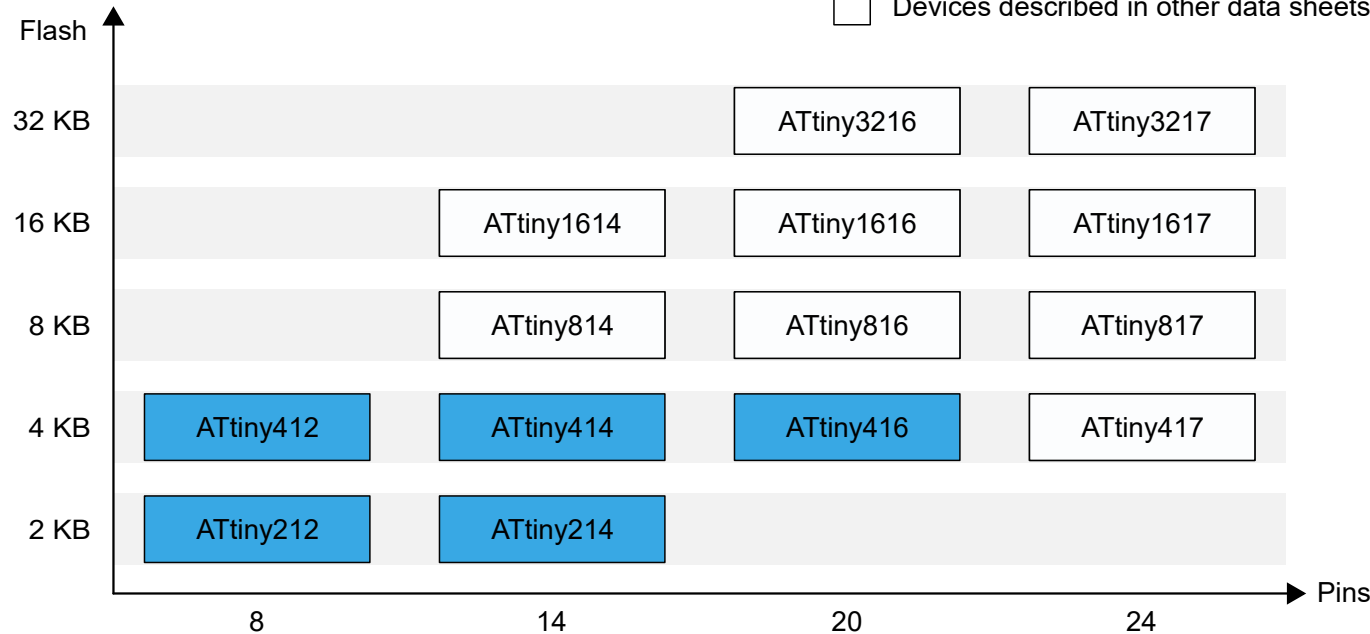 Devices described in other data sheets
Flash
32 KB ATtiny3216 ATtiny3217
16 KB ATtiny1614 ATtiny1616 ATtiny1617
8 KB ATtiny814 ATtiny816 ATtiny817
4 KB ATtiny412 ATtiny414 ATtiny416 ATtiny417
2 KB ATtiny212 ATtiny214
Pins
8 14 20 24